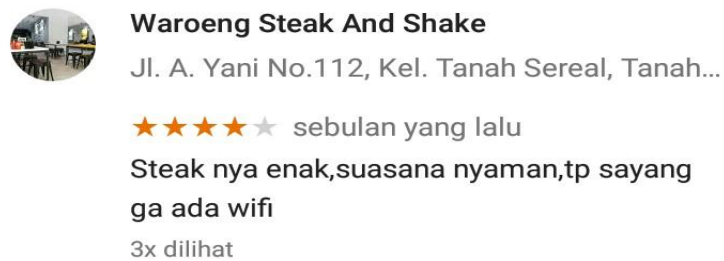 Waroeng Steak And Shake
Jl. A. Yani No.112, Kel. Tanah Sereal, Tanah...
sebulan yang lalu
Steak nya enak,suasana nyaman,tp sayang
ga ada wifi
3x dilihat